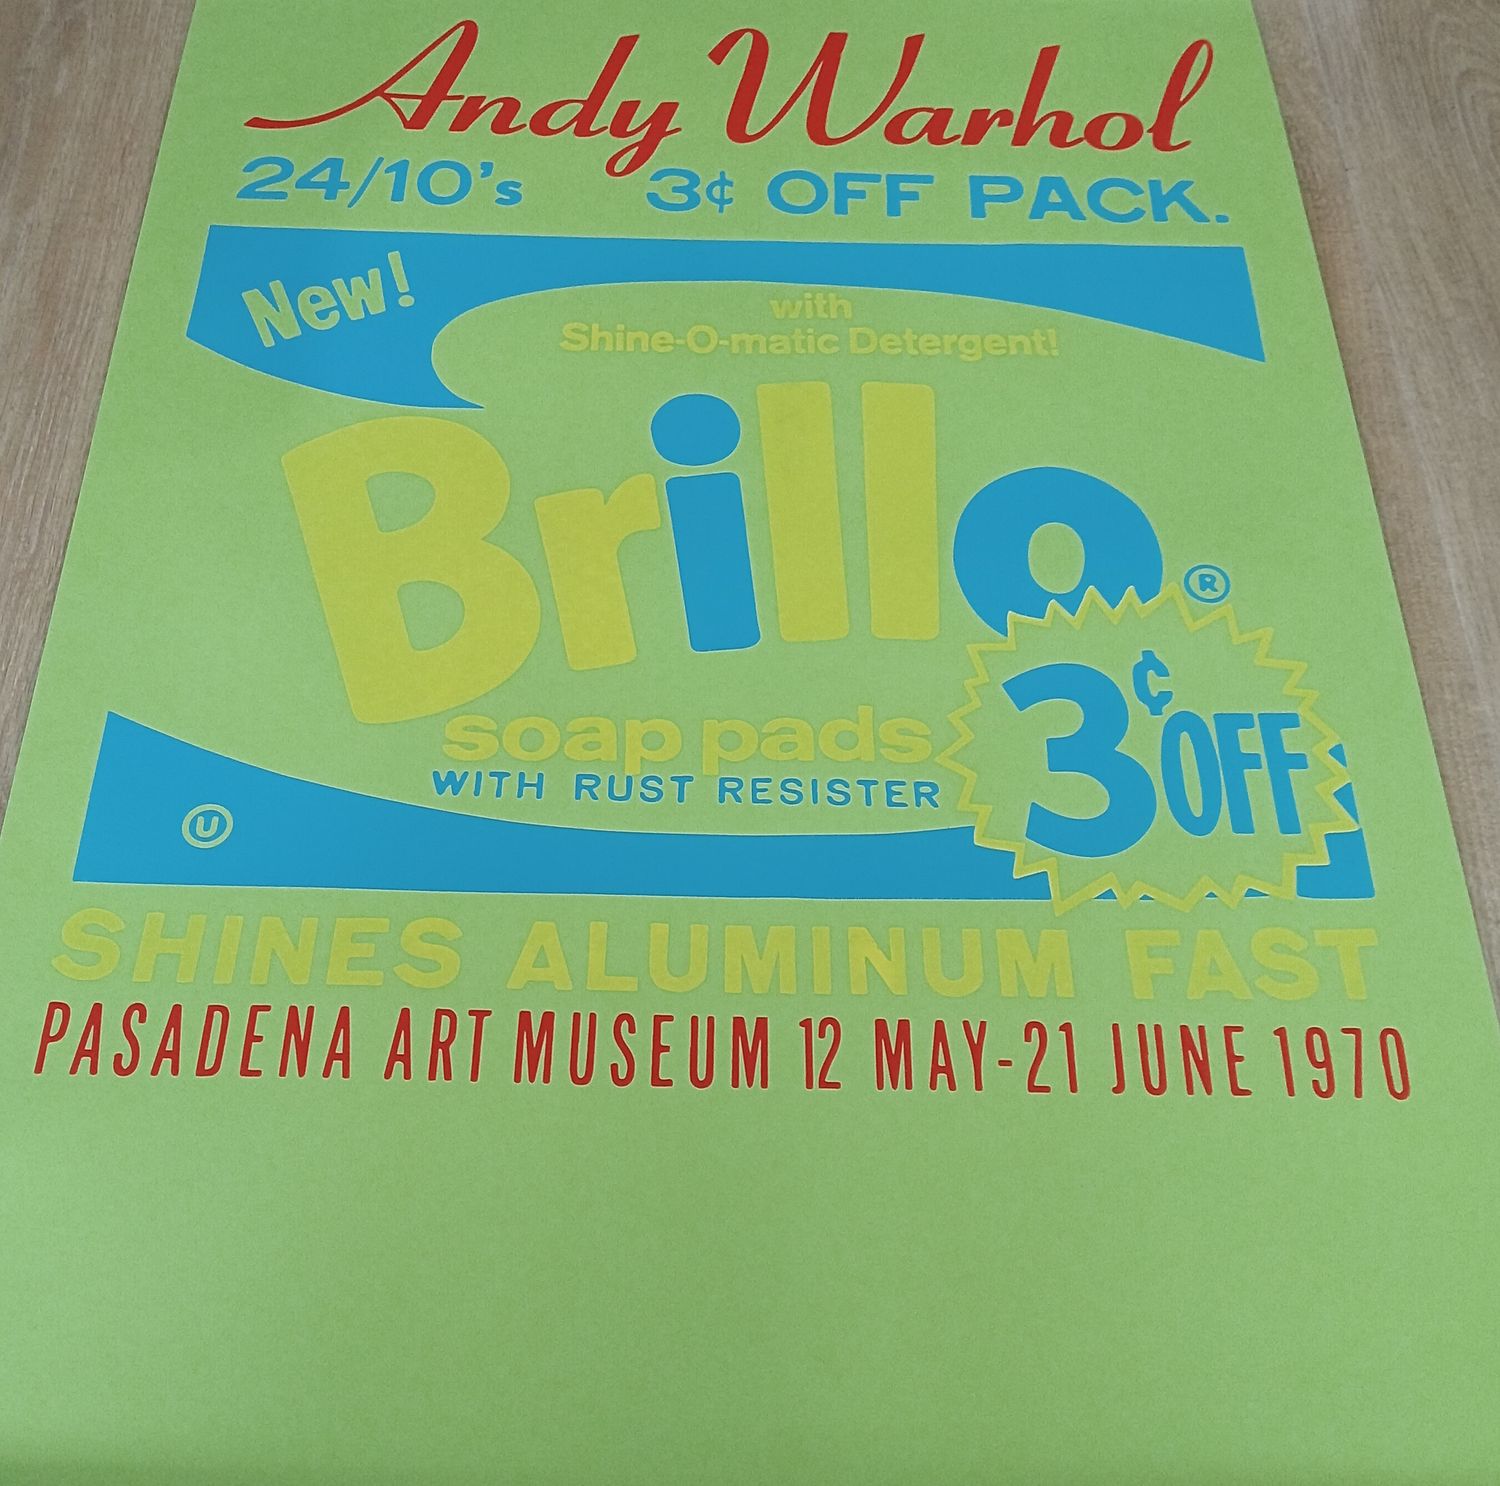 Andy Warhol
24/10's 3¢ OFF PACK.
New!
with
Shine-O-matic Detergent!
Brillo®
soap pads
WITH RUST RESISTER
3¢ OFF
Ⓤ
SHINES ALUMINUM FAST
PASADENA ART MUSEUM 12 MAY-21 JUNE 1970